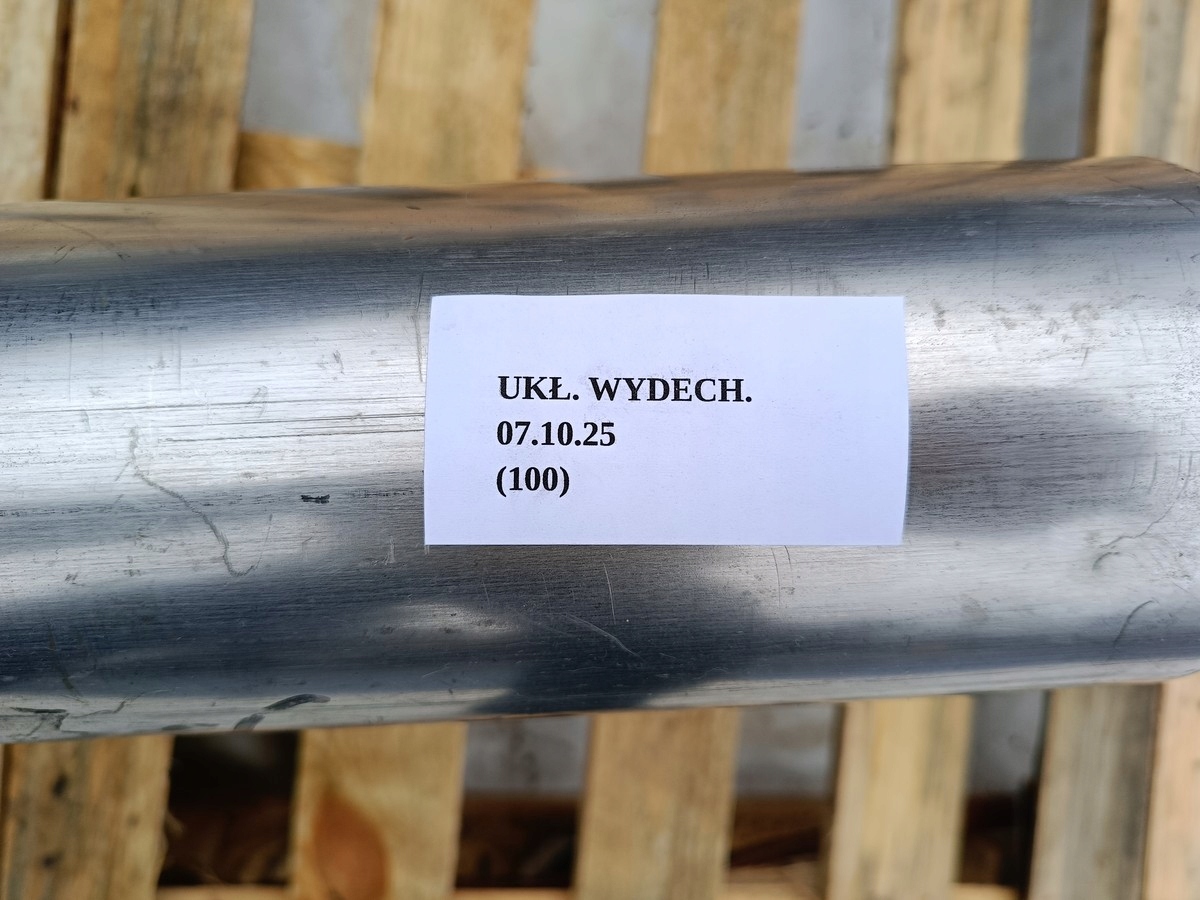 UKŁ. WYDECH.
07.10.25
(100)